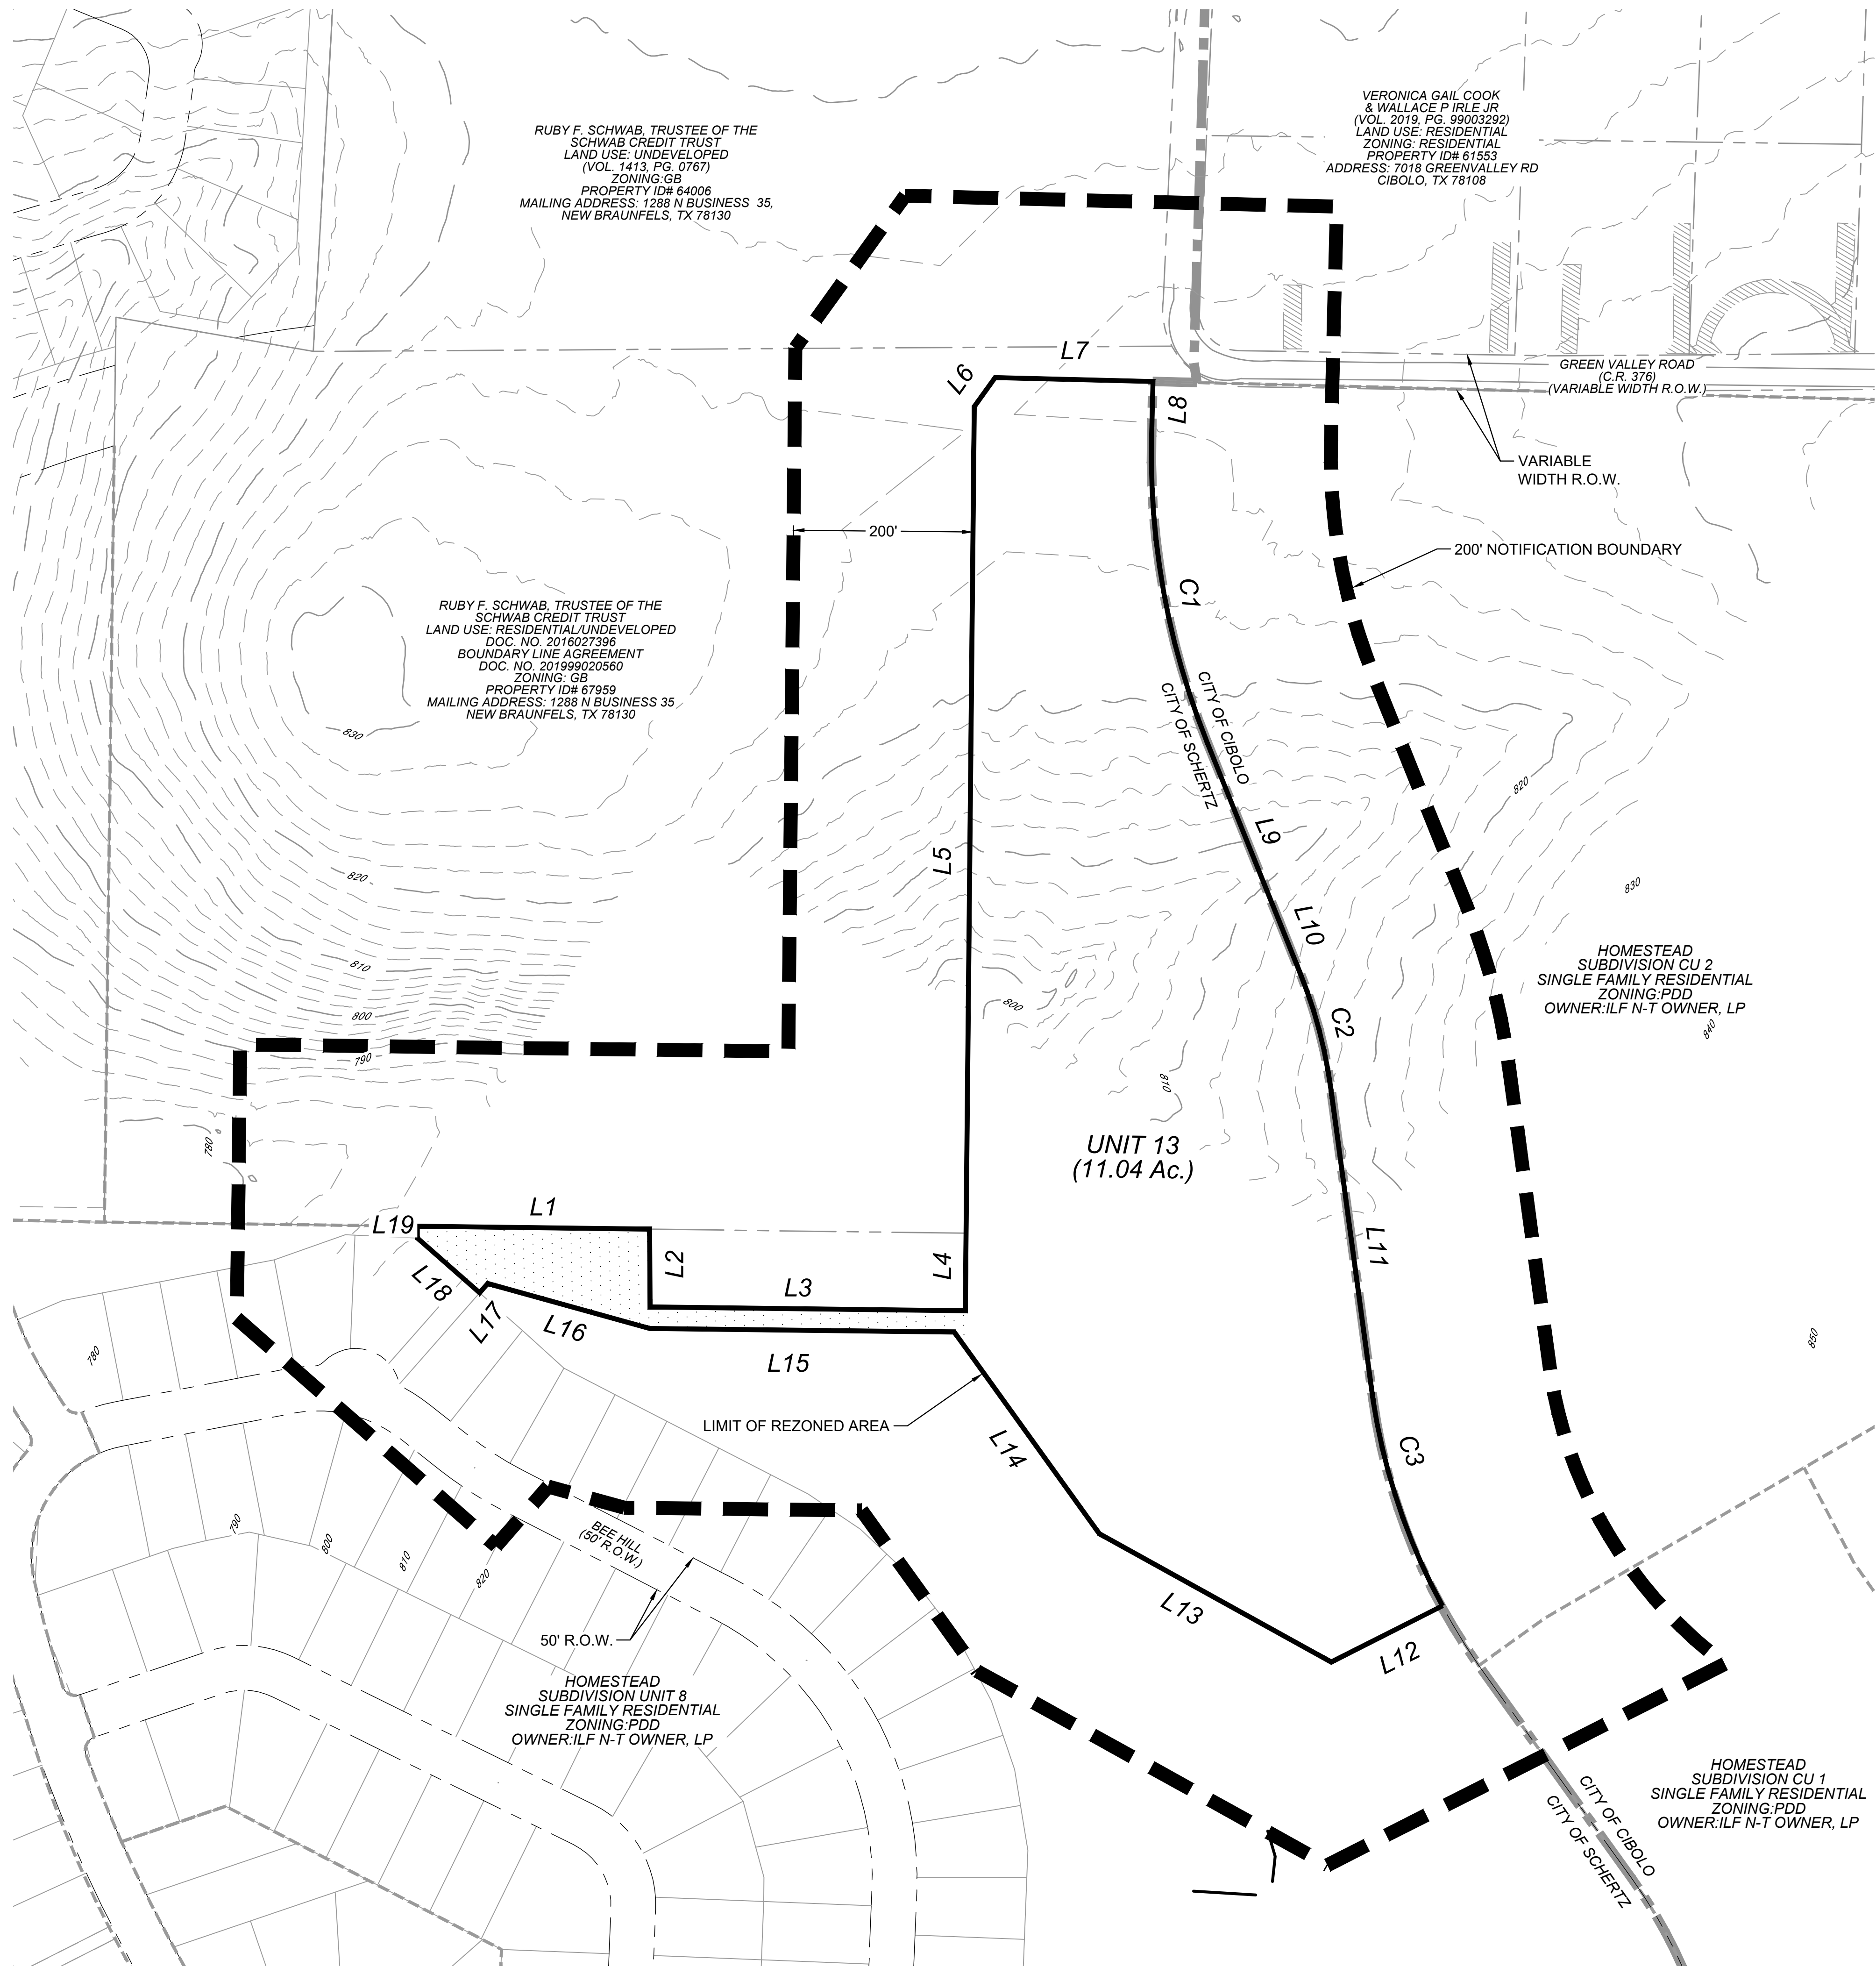 RUBY F. SCHWAB, TRUSTEE OF THE
SCHWAB CREDIT TRUST
LAND USE: UNDEVELOPED
(VOL. 1413, PG. 0767)
ZONING:GB
PROPERTY ID# 64006
MAILING ADDRESS: 1288 N BUSINESS 35,
NEW BRAUNFELS, TX 78130
VERONICA GAIL COOK
& WALLACE P IRLE JR
(VOL. 2019, PG. 99003292)
LAND USE: RESIDENTIAL
ZONING: RESIDENTIAL
PROPERTY ID# 61553
ADDRESS: 7018 GREENVALLEY RD
CIBOLO, TX 78108
L6
L7
L8
GREEN VALLEY ROAD
(C.R. 376)
(VARIABLE WIDTH R.O.W.)
VARIABLE
WIDTH R.O.W.
200'
200' NOTIFICATION BOUNDARY
C1
RUBY F. SCHWAB, TRUSTEE OF THE
SCHWAB CREDIT TRUST
LAND USE: RESIDENTIAL/UNDEVELOPED
DOC. NO. 2016027396
BOUNDARY LINE AGREEMENT
DOC. NO. 201999020560
ZONING: GB
PROPERTY ID# 67959
MAILING ADDRESS: 1288 N BUSINESS 35
NEW BRAUNFELS, TX 78130
830
CITY OF CIBOLO
CITY OF SCHERTZ
820
L9
L5
820
830
L10
810
HOMESTEAD
SUBDIVISION CU 2
SINGLE FAMILY RESIDENTIAL
ZONING:PDD
OWNER:ILF N-T OWNER, LP
800
800
C2
840
790
810
780
UNIT 13
(11.04 Ac.)
L1
L19
L2
L4
L11
L18
L3
L17
L16
L15
780
850
LIMIT OF REZONED AREA
L14
C3
790
800
810
820
BEE HILL
(50' R.O.W.)
L13
50' R.O.W.
L12
HOMESTEAD
SUBDIVISION UNIT 8
SINGLE FAMILY RESIDENTIAL
ZONING:PDD
OWNER:ILF N-T OWNER, LP
CITY OF CIBOLO
CITY OF SCHERTZ
HOMESTEAD
SUBDIVISION CU 1
SINGLE FAMILY RESIDENTIAL
ZONING:PDD
OWNER:ILF N-T OWNER, LP